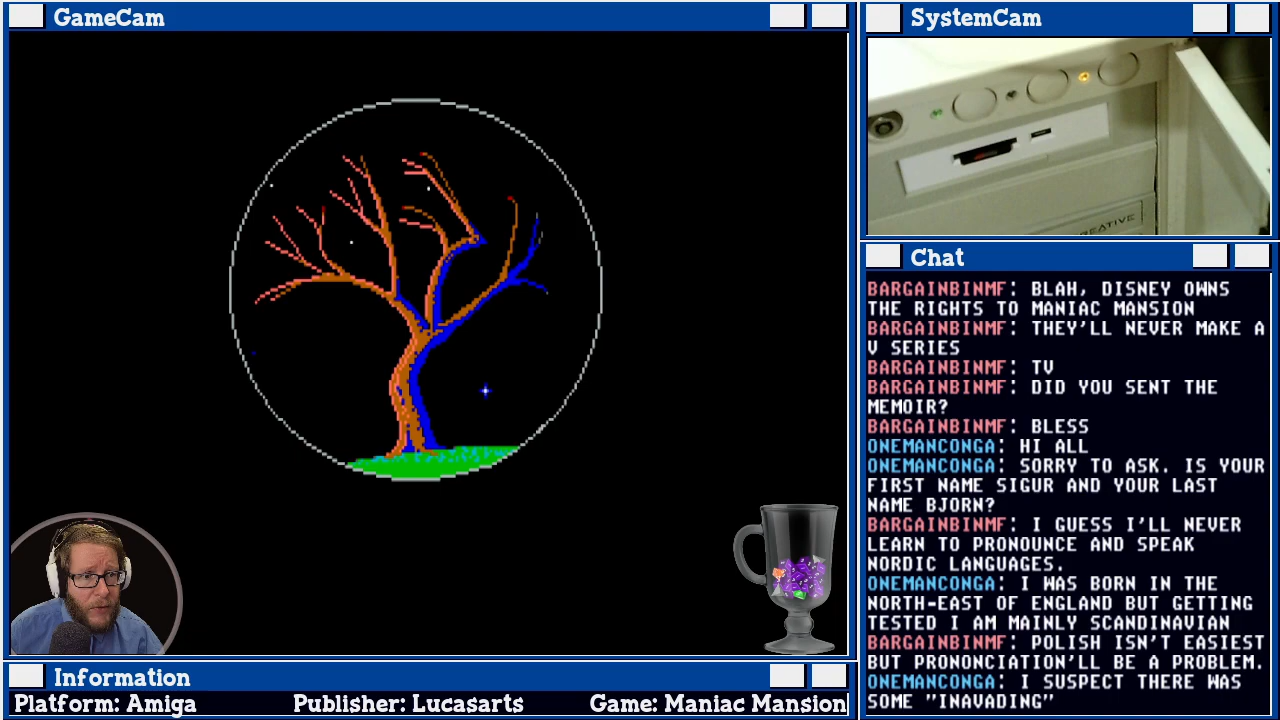 GameCam
SystemCam
EATIVE
Chat
BARGAINBINMF: BLAH, DISNEY OWNS
THE RIGHTS TO MANIAC MANSION
BARGAINBINMF: THEY'LL NEVER MAKE A
V SERIES
BARGAINBINMF: TV
BARGAINBINMF: DID YOU SENT THE
MEMOIR?
BARGAINBINMF: BLESS
ONEMANCONGA: HI ALL
ONEMANCONGA: SORRY TO ASK. IS YOUR
FIRST NAME SIGUR AND YOUR LAST
NAME BJORN?
BARGAINBINMF: I GUESS I'LL NEVER
LEARN TO PRONOUNCE AND SPEAK
NORDIC LANGUAGES.
ONEMANCONGA: I WAS BORN IN THE
NORTH-EAST OF ENGLAND BUT GETTING
TESTED I AM MAINLY SCANDINAVIAN
BARGAINBINMF: POLISH ISN'T EASIEST
BUT PRONONCIATION'LL BE A PROBLEM.
ONEMANCONGA: I SUSPECT THERE WAS
SOME "INAVADING"
Information
Platform: Amiga Publisher: Lucasarts Game: Maniac Mansion